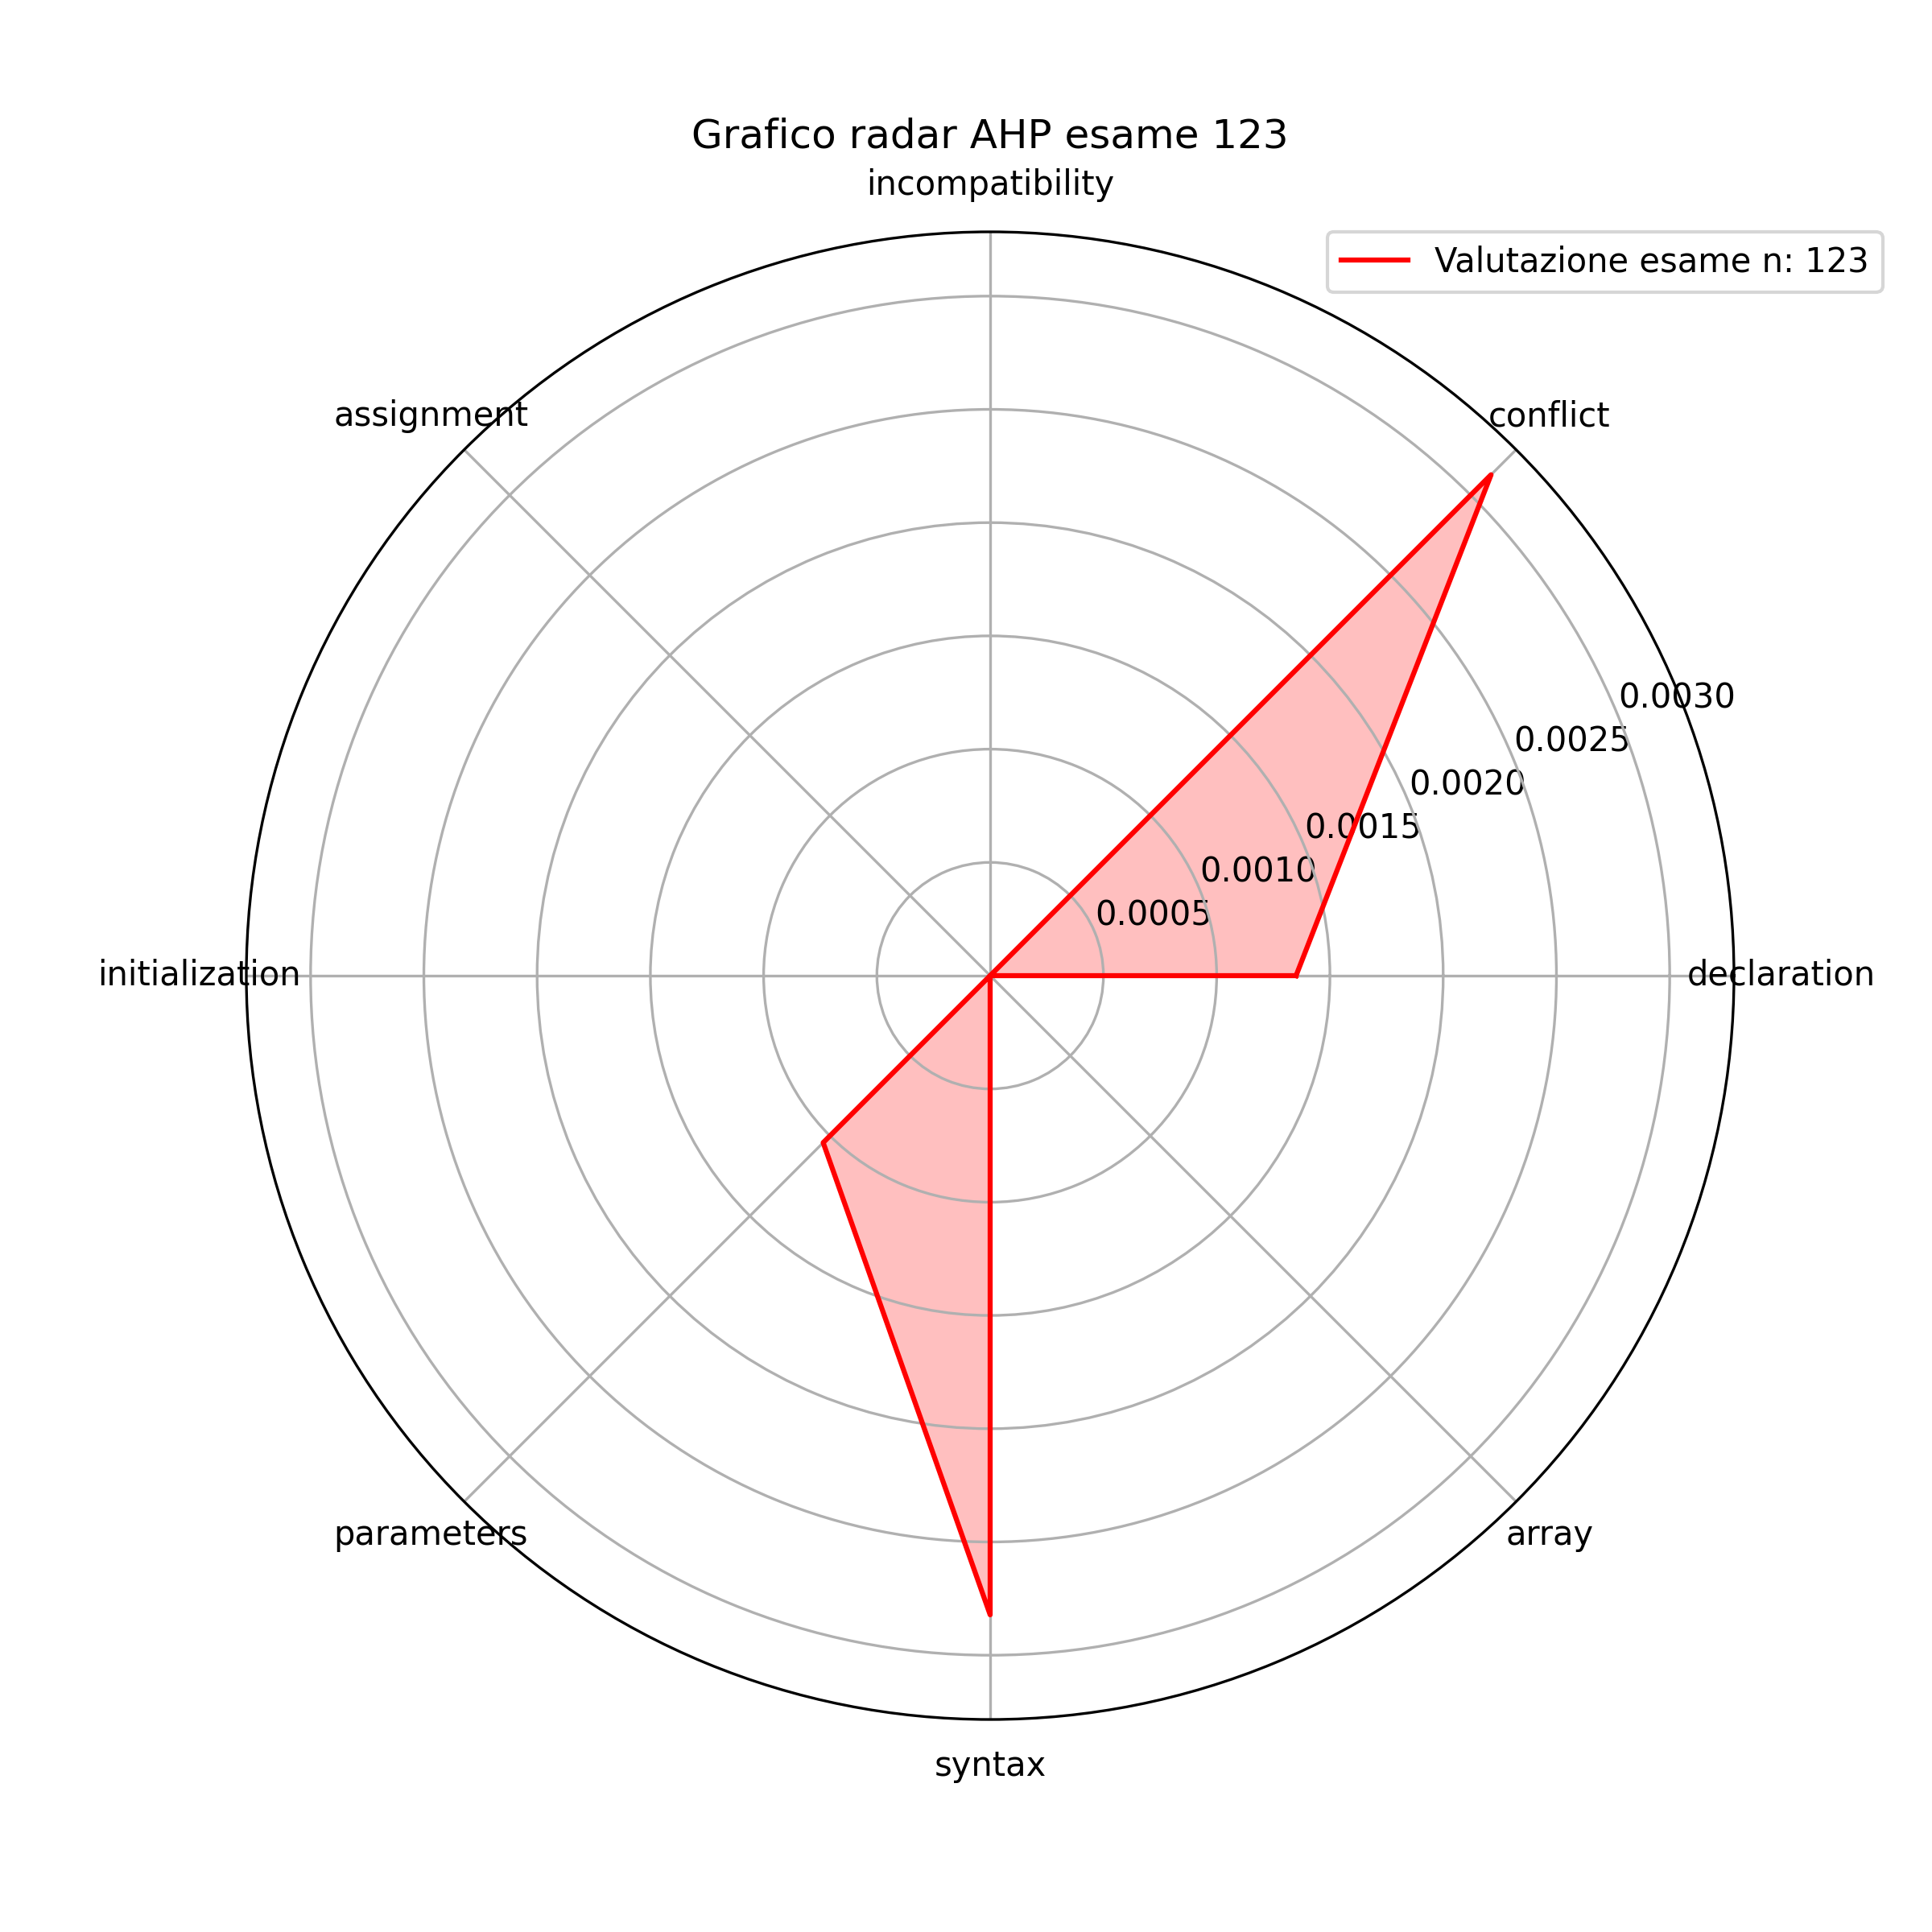 Grafico radar AHP esame 123
incompatibility
Valutazione esame n: 123
assignment
conflict
0.0030
0.0025
0.0020
0.0015
0.0010
0.0005
initialization
declaration
parameters
array
syntax